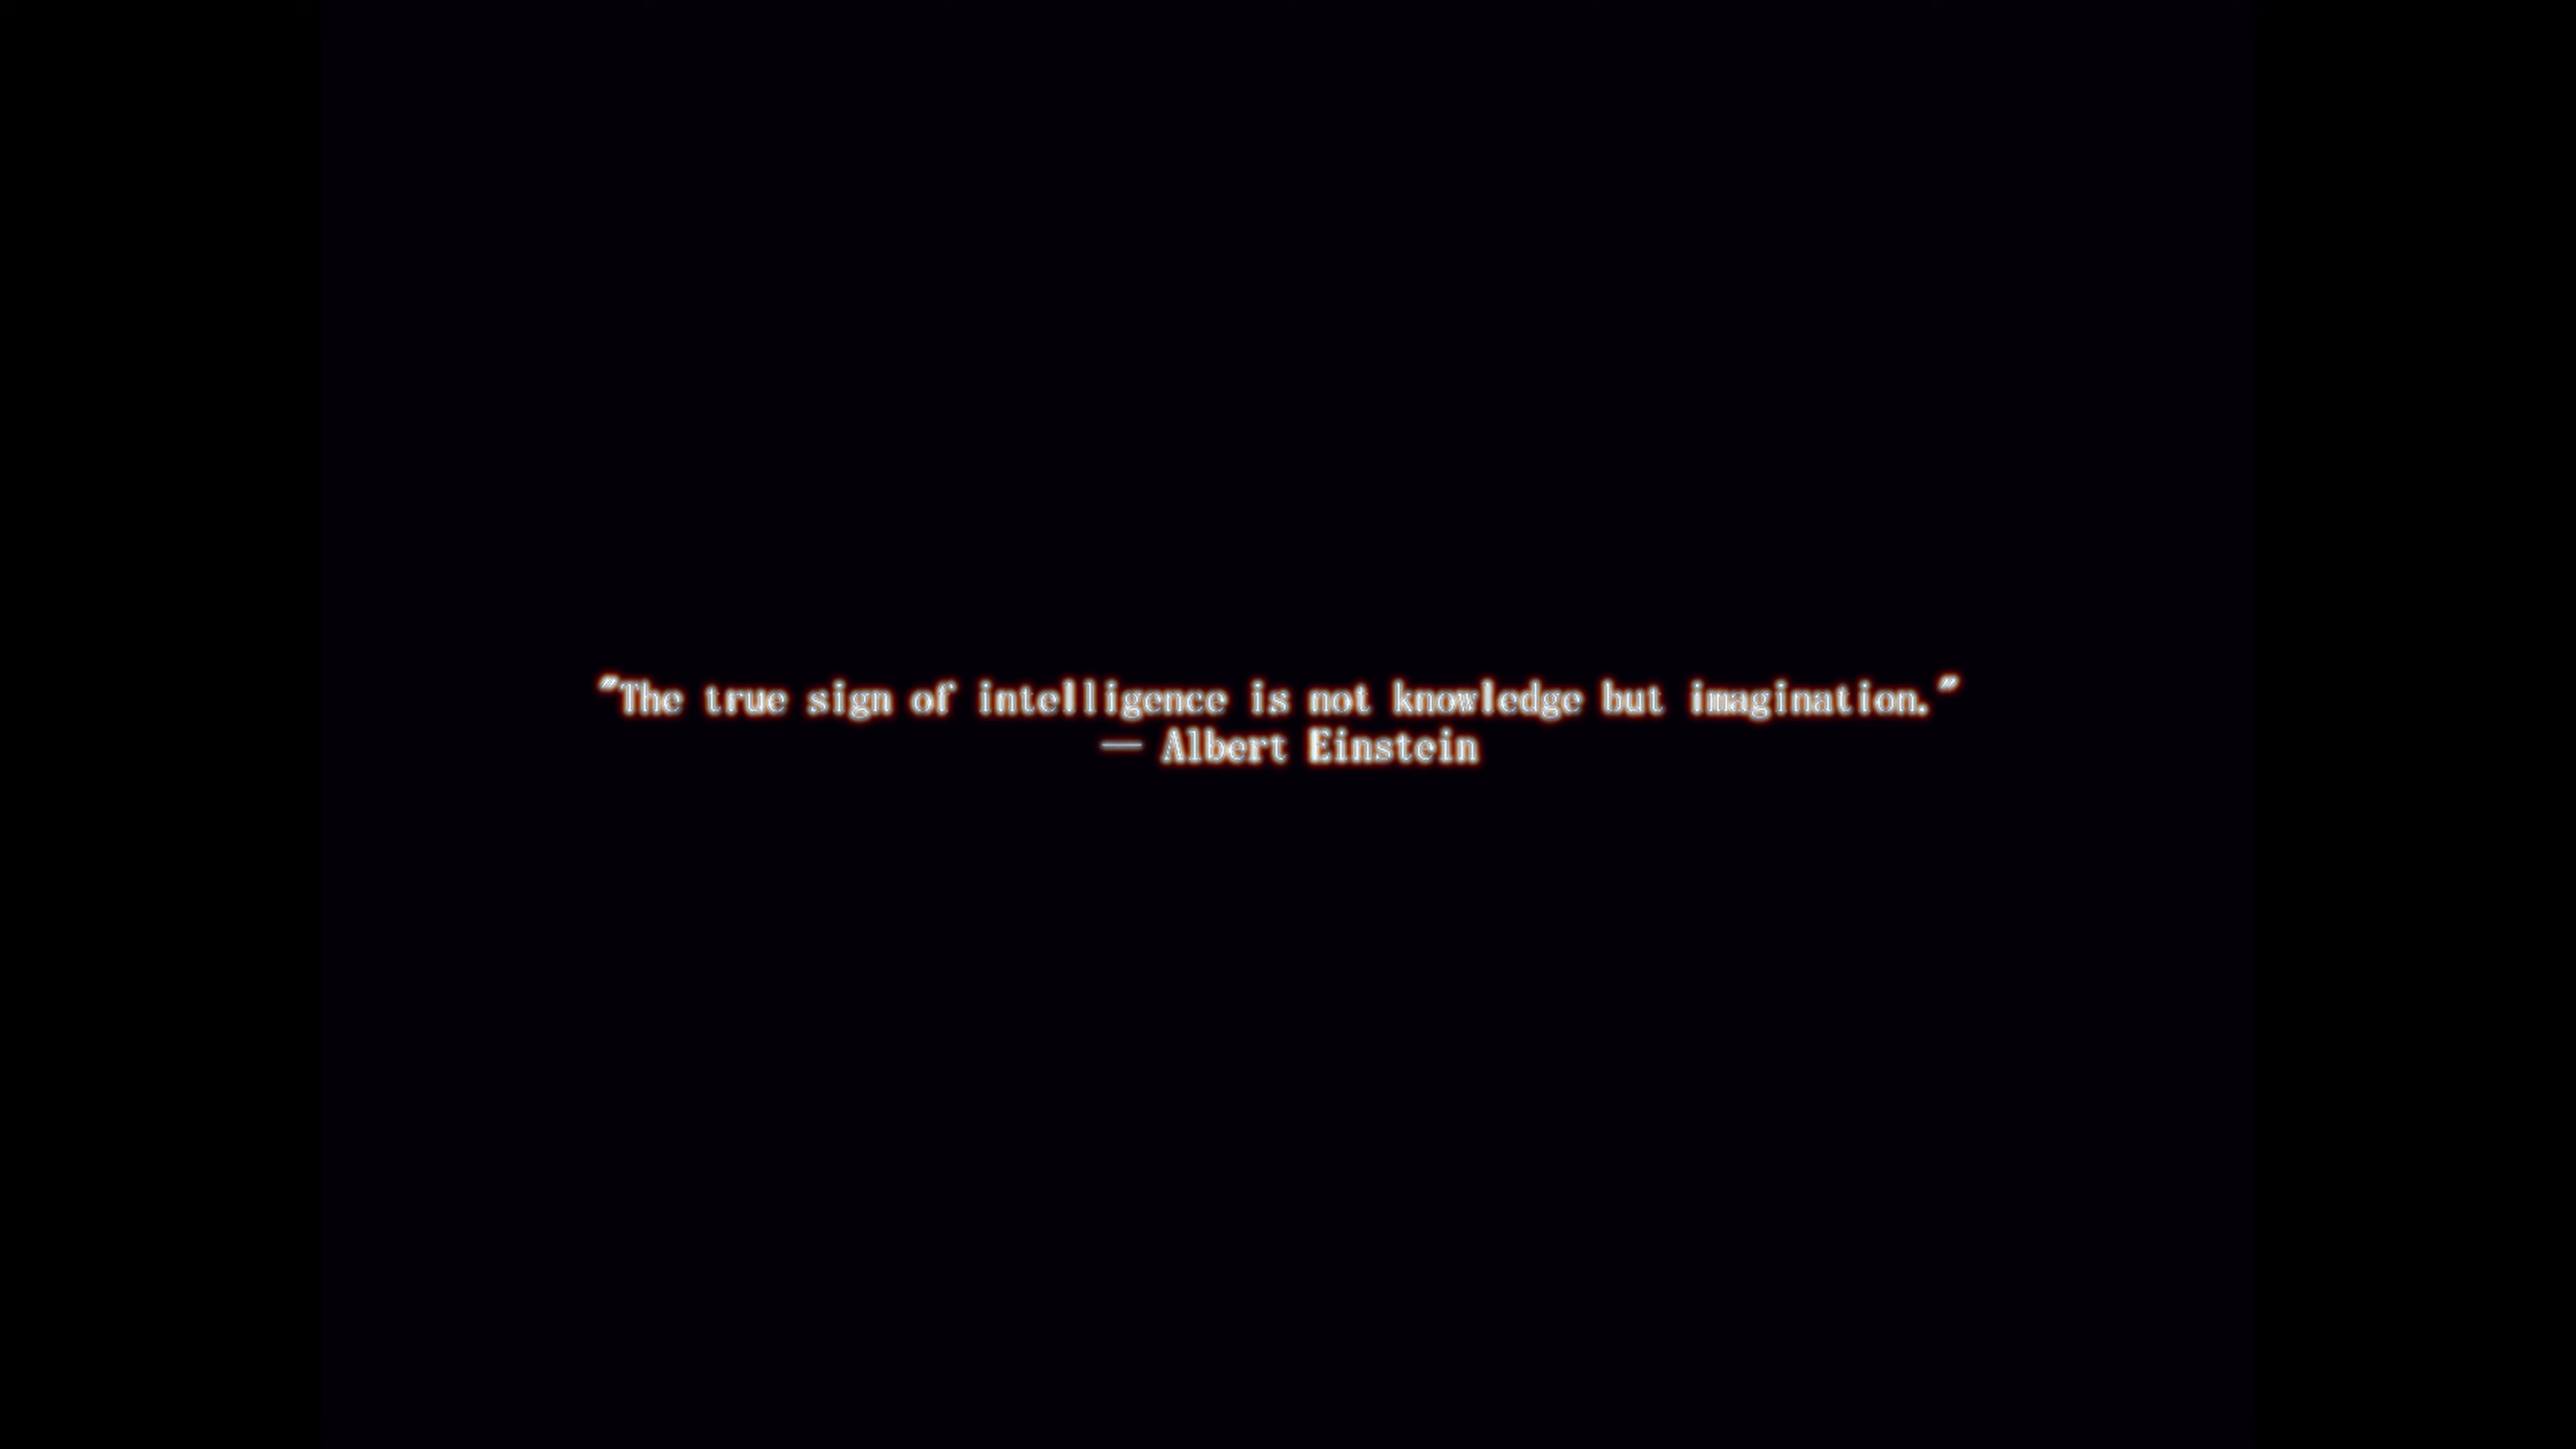 "The true sign of intelligence is not knowledge but imagination."
— Albert Einstein